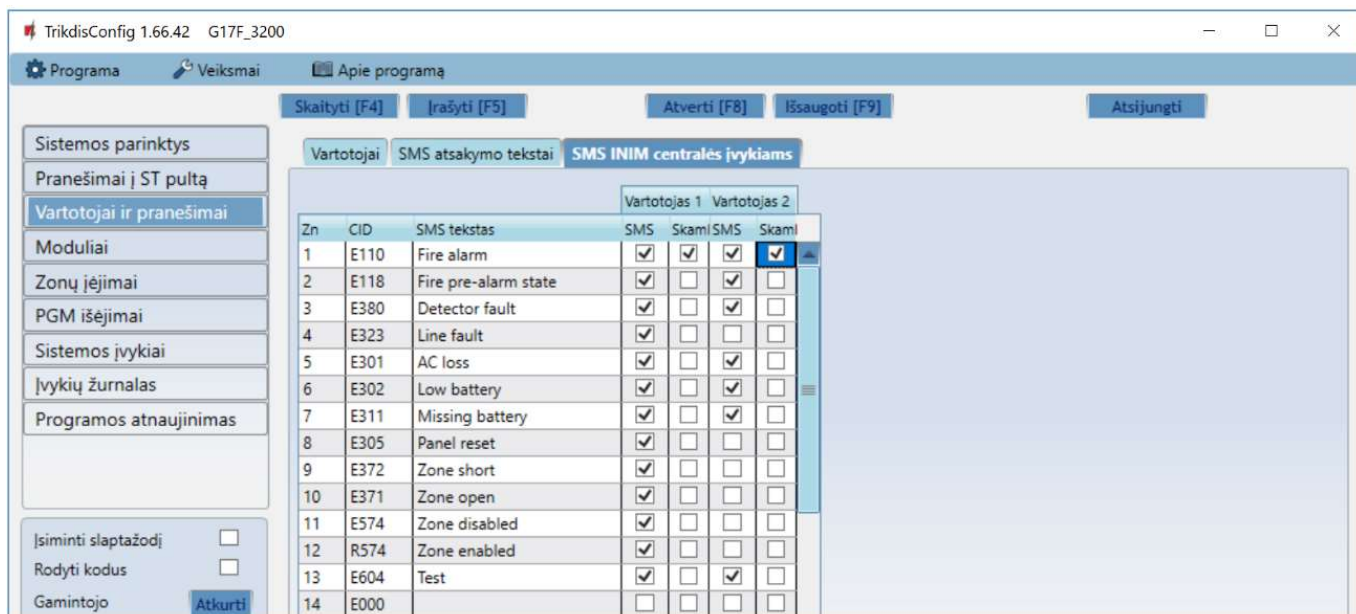 TrikdisConfig 1.66.42 G17F_3200
Programa Veiksmai Apie programą
Skaityti [F4] Įrašyti [F5] Atverti [F8] Išsaugoti [F9] Atsijungti
Sistemos parinktys
Pranešimai į ST pultą
Vartotojai ir pranešimai
Moduliai
Zonų įėjimai
PGM išėjimai
Sistemos įvykiai
Įvykių žurnalas
Programos atnaujinimas
Įsiminti slaptažodį
Rodyti kodus
Gamintojo Atkurti
Vartotojai SMS atsakymo tekstai SMS INIM centralės įvykiams
Vartotojas 1 Vartotojas 2
Zn CID SMS tekstas SMS Skaml SMS Skaml
1 E110 Fire alarm
2 E118 Fire pre-alarm state
3 E380 Detector fault
4 E323 Line fault
5 E301 AC loss
6 E302 Low battery
7 E311 Missing battery
8 E305 Panel reset
9 E372 Zone short
10 E371 Zone open
11 E574 Zone disabled
12 R574 Zone enabled
13 E604 Test
14 E000